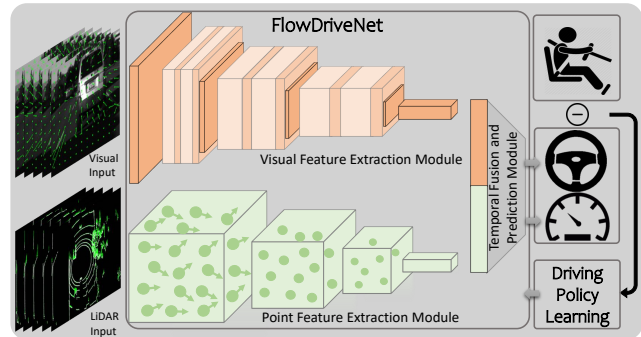 FlowDriveNet
Visual
Input
Visual Feature Extraction Module
Temporal Fusion and
Prediction Module
LiDAR
Input
Point Feature Extraction Module
Driving
Policy
Learning